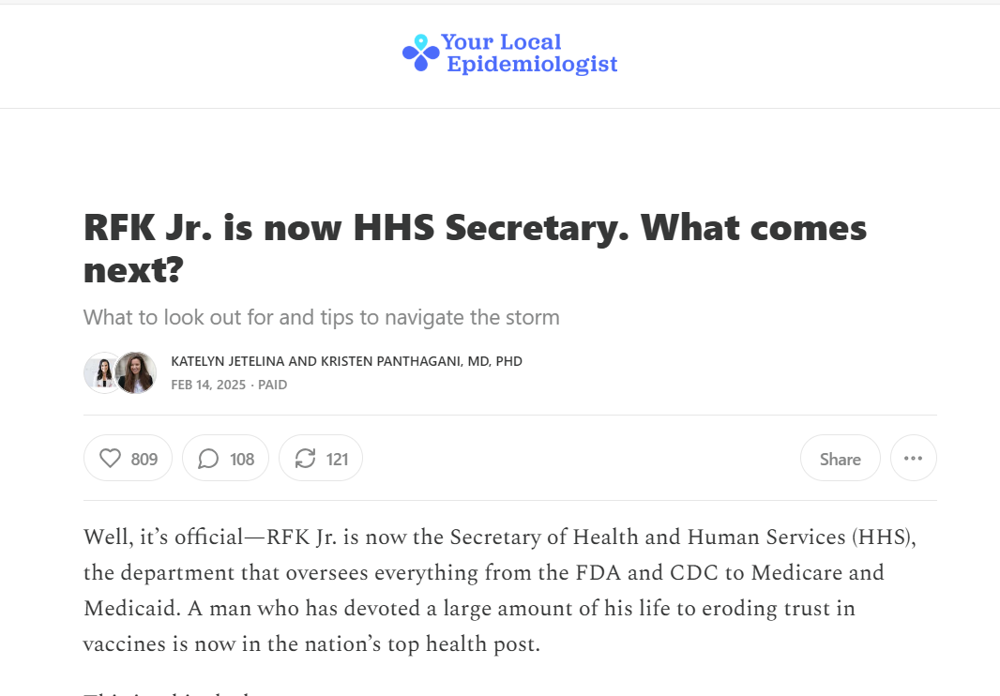 Your Local
Epidemiologist
RFK Jr. is now HHS Secretary. What comes
next?
What to look out for and tips to navigate the storm
KATELYN JETELINA AND KRISTEN PANTHAGANI, MD, PHD
FEB 14, 2025 · PAID
809 108 121 Share
Well, it’s official—RFK Jr. is now the Secretary of Health and Human Services (HHS),
the department that oversees everything from the FDA and CDC to Medicare and
Medicaid. A man who has devoted a large amount of his life to eroding trust in
vaccines is now in the nation’s top health post.